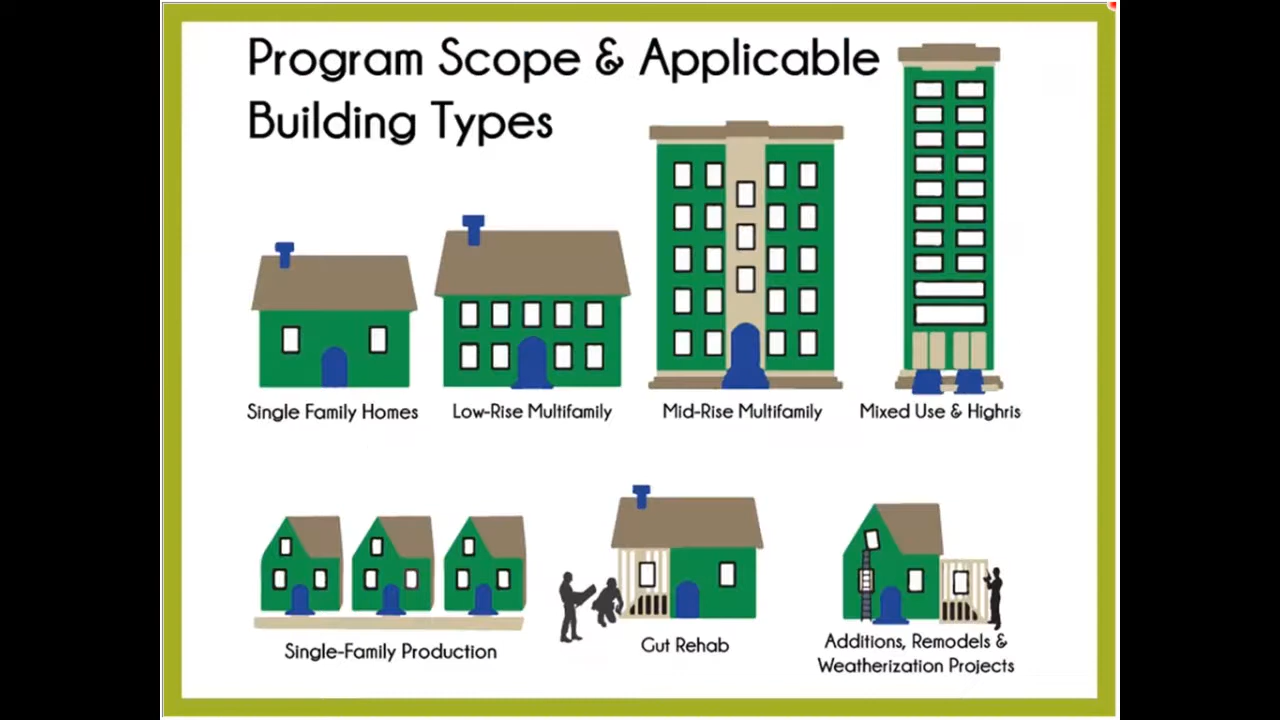 Program Scope & Applicable
Building Types
Single Family Homes
Low-Rise Multifamily
Mid-Rise Multifamily
Mixed Use & Highris
Single-Family Production
Gut Rehab
Additions, Remodels &
Weatherization Projects